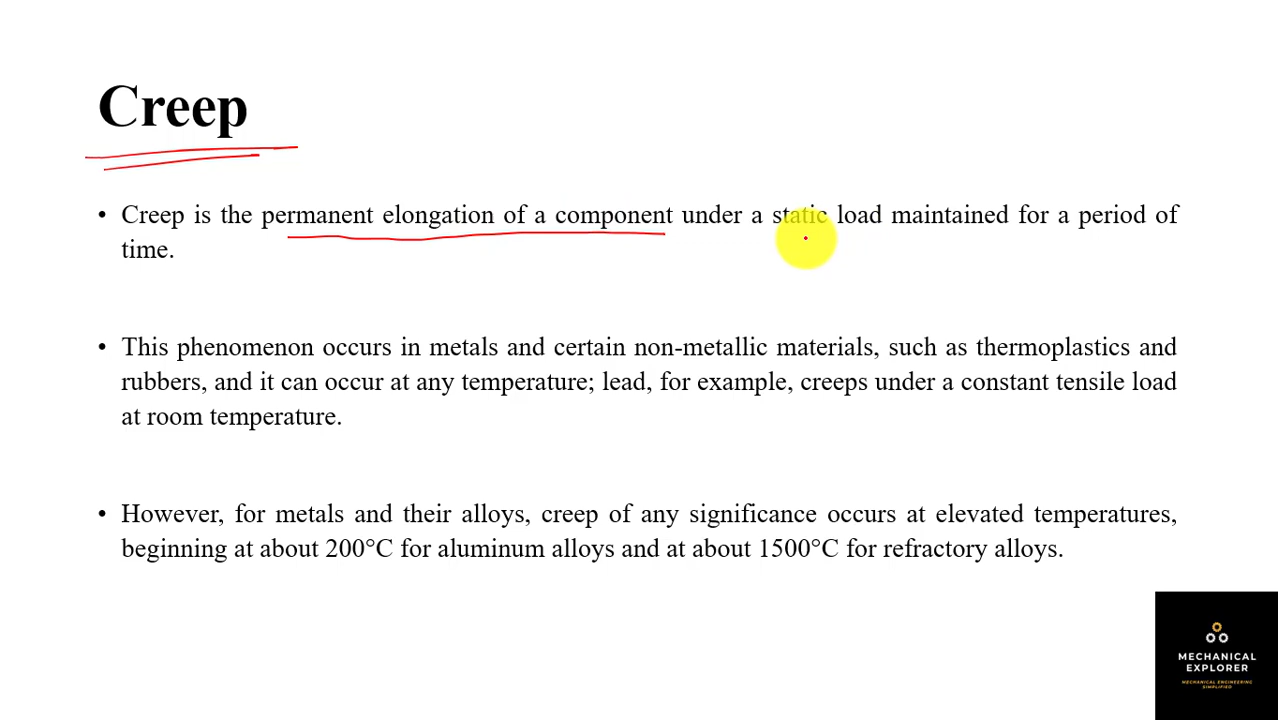 Creep
• Creep is the permanent elongation of a component under a static load maintained for a period of
time.
• This phenomenon occurs in metals and certain non-metallic materials, such as thermoplastics and
rubbers, and it can occur at any temperature; lead, for example, creeps under a constant tensile load
at room temperature.
• However, for metals and their alloys, creep of any significance occurs at elevated temperatures,
beginning at about 200°C for aluminum alloys and at about 1500°C for refractory alloys.
MECHANICAL
EXPLORER
MECHANICAL ENGINEERING
SIMPLIFIED